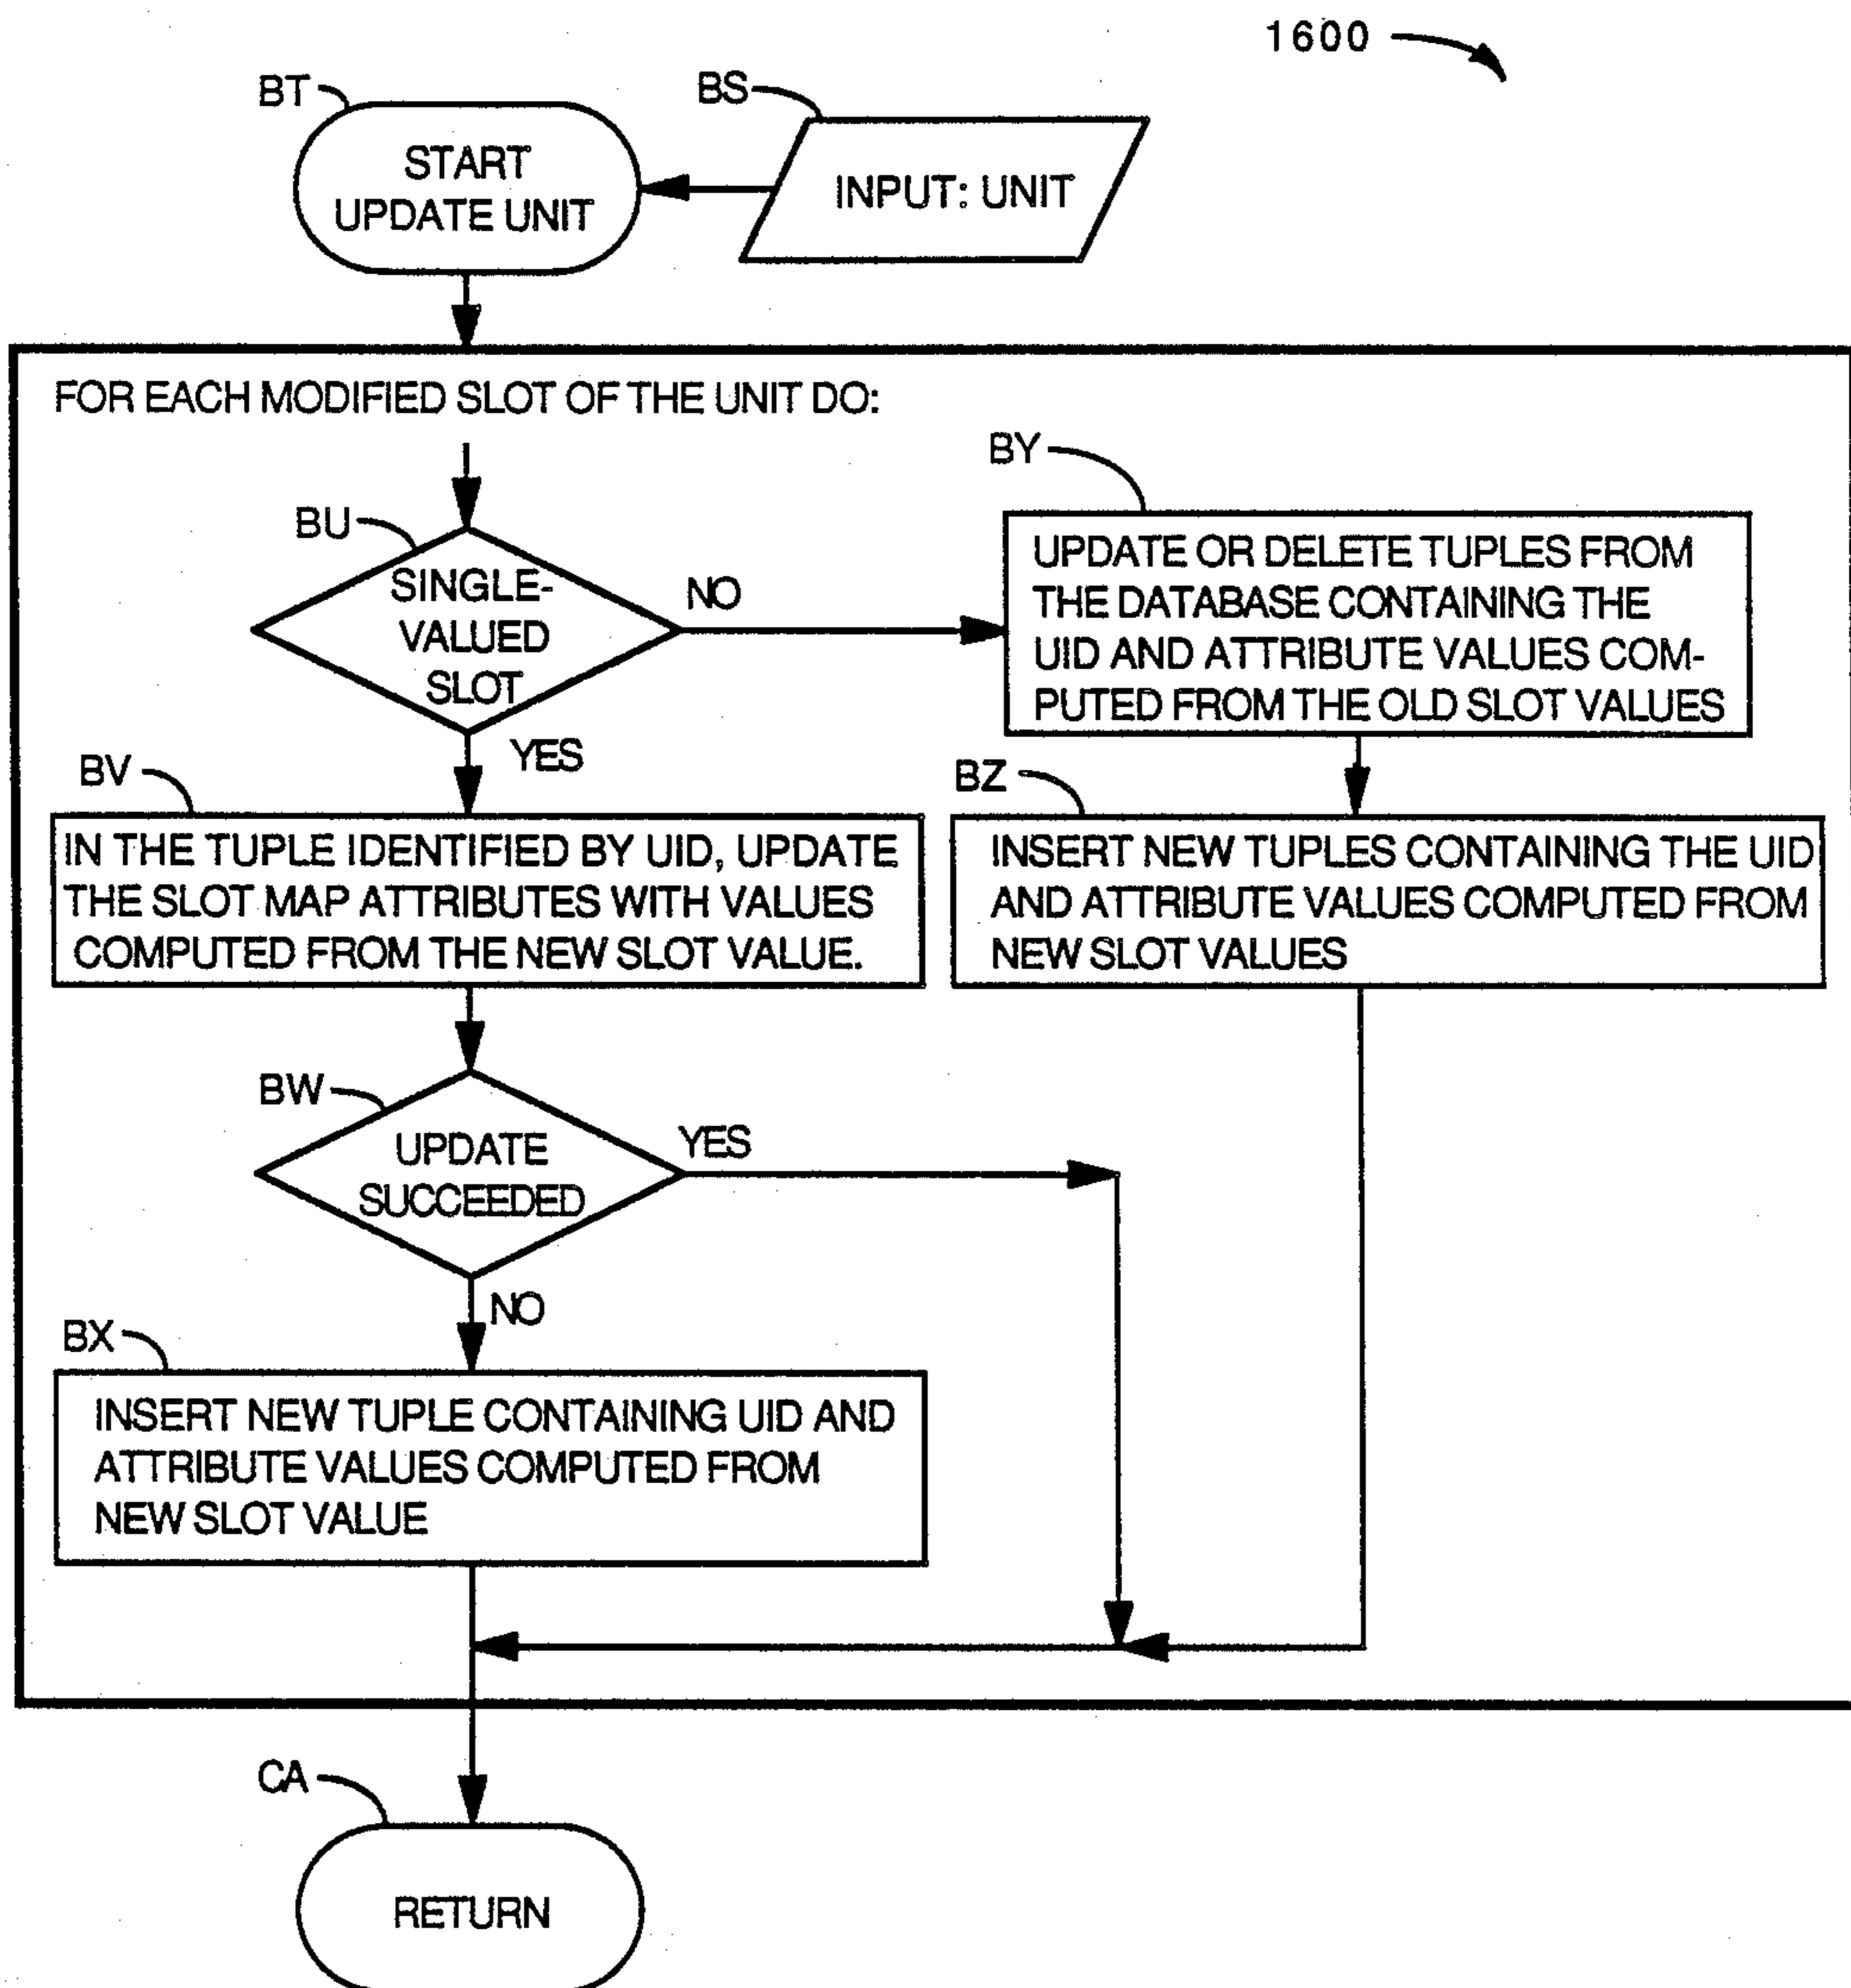 1600
BT
BS
START
UPDATE UNIT
INPUT: UNIT
FOR EACH MODIFIED SLOT OF THE UNIT DO:
BY
BU
SINGLE-
VALUED
SLOT
NO
UPDATE OR DELETE TUPLES FROM
THE DATABASE CONTAINING THE
UID AND ATTRIBUTE VALUES COM-
PUTED FROM THE OLD SLOT VALUES
YES
BV
BZ
IN THE TUPLE IDENTIFIED BY UID, UPDATE
THE SLOT MAP ATTRIBUTES WITH VALUES
COMPUTED FROM THE NEW SLOT VALUE.
INSERT NEW TUPLES CONTAINING THE UID
AND ATTRIBUTE VALUES COMPUTED FROM
NEW SLOT VALUES
BW
UPDATE
SUCCEEDED
YES
NO
BX
INSERT NEW TUPLE CONTAINING UID AND
ATTRIBUTE VALUES COMPUTED FROM
NEW SLOT VALUE
CA
RETURN